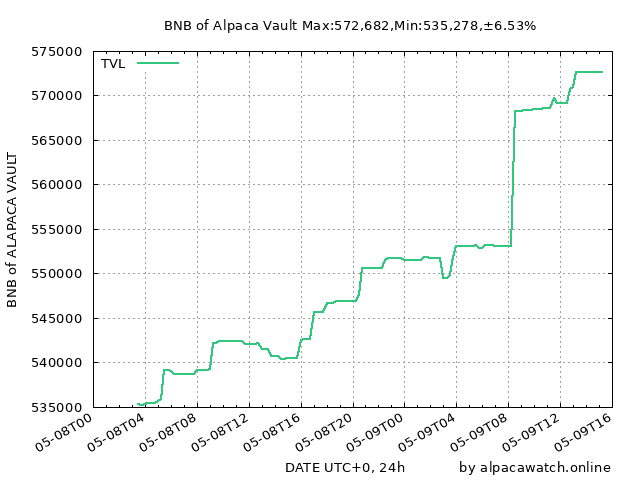 BNB of Alpaca Vault Max:572,682,Min:535,278,±6.53%
TVL
BNB of ALAPACA VAULT
575000
570000
565000
560000
555000
550000
545000
540000
535000
05-08T00
05-08T04
05-08T08
05-08T12
05-08T16
05-08T20
05-09T00
05-09T04
05-09T08
05-09T12
05-09T16
DATE UTC+0, 24h
by alpacawatch.online